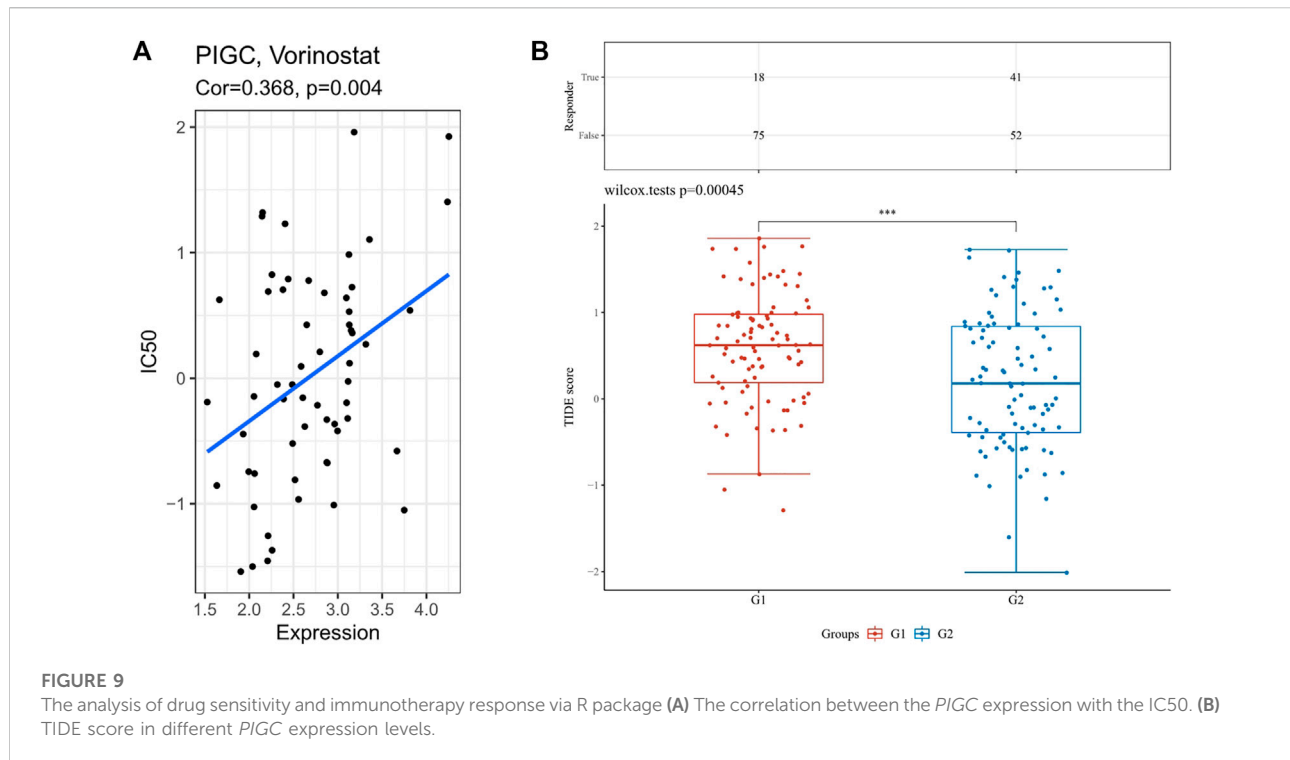 A
PIGC, Vorinostat
Cor=0.368, p=0.004
2
1
0
−1
IC50
1.5 2.0 2.5 3.0 3.5 4.0
Expression
B
Responder
True 18 41
False 75 52
wilcox.tests p=0.00045
***
2
1
0
−1
−2
TIDE score
G1 G2
Groups G1 G2
FIGURE 9
The analysis of drug sensitivity and immunotherapy response via R package (A) The correlation between the PIGC expression with the IC50. (B)
TIDE score in different PIGC expression levels.